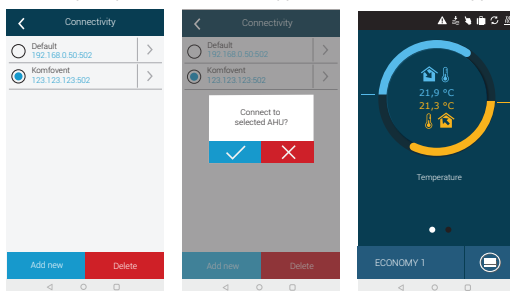 Connectivity
Default
192.168.0.50:502
Komfovent
123.123.123:502
Add new
Delete
Connectivity
Default
192.168.0.50:502
Komfovent
123.123.123:502
Connect to
selected AHU?
Add new
Delete
21,9 °C
21,3 °C
Temperature
ECONOMY 1